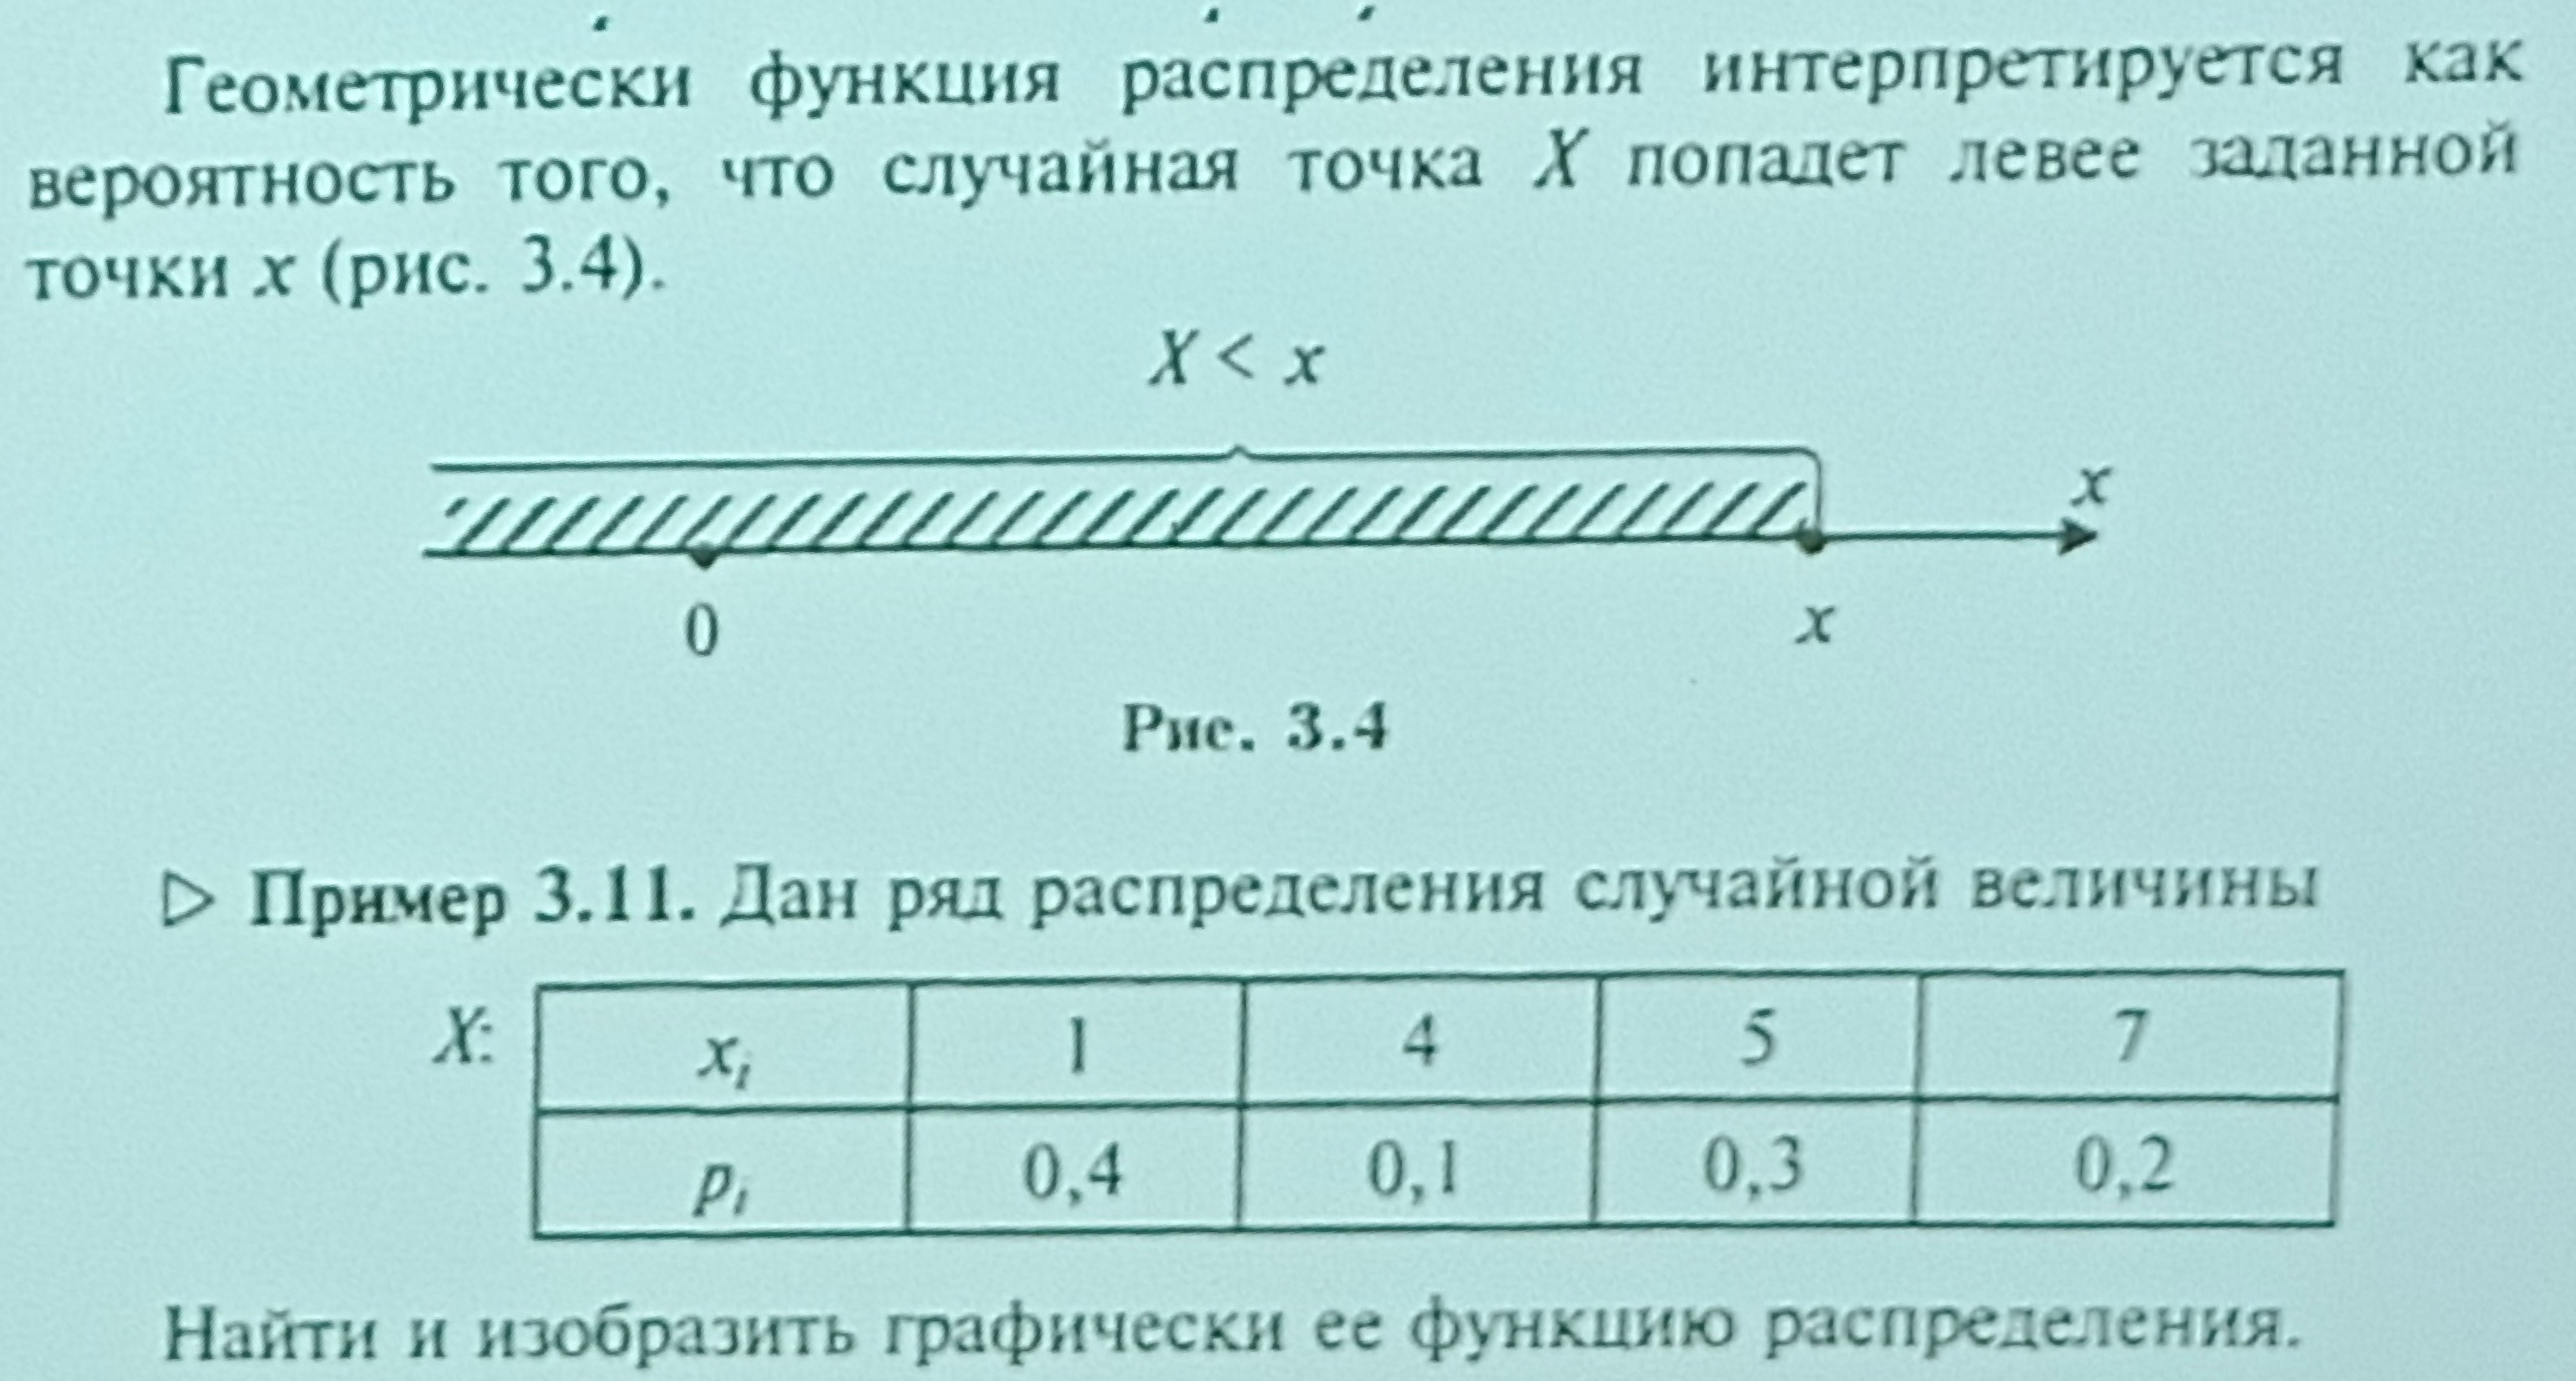 Геометрически функция распределения интерпретируется как
вероятность того, что случайная точка X попадет левее заданной
точки x (рис. 3.4).
X < x
x
0 x
Рис. 3.4
▷ Пример 3.11. Дан ряд распределения случайной величины
X: xᵢ 1 4 5 7
pᵢ 0,4 0,1 0,3 0,2
Найти и изобразить графически ее функцию распределения.